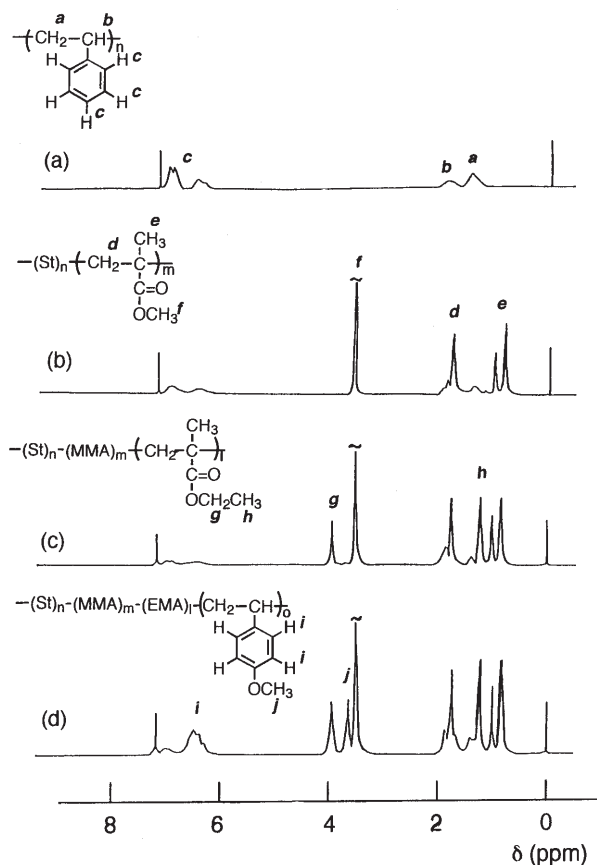 a b
—(CH₂—CH)n—
H H c
H H c
H c
(a) c b a
e
d CH₃
—(St)n—(CH₂—C)m—
C=O
OCH₃ f
(b) f d e
CH₃
—(St)n—(MMA)m—(CH₂—C)l—
C=O
OCH₂CH₃
g h
(c) g h
—(St)n—(MMA)m—(EMA)l—(CH₂—CH)o—
H H i
H H i
OCH₃
j
(d) i j
8 6 4 2 0
δ (ppm)